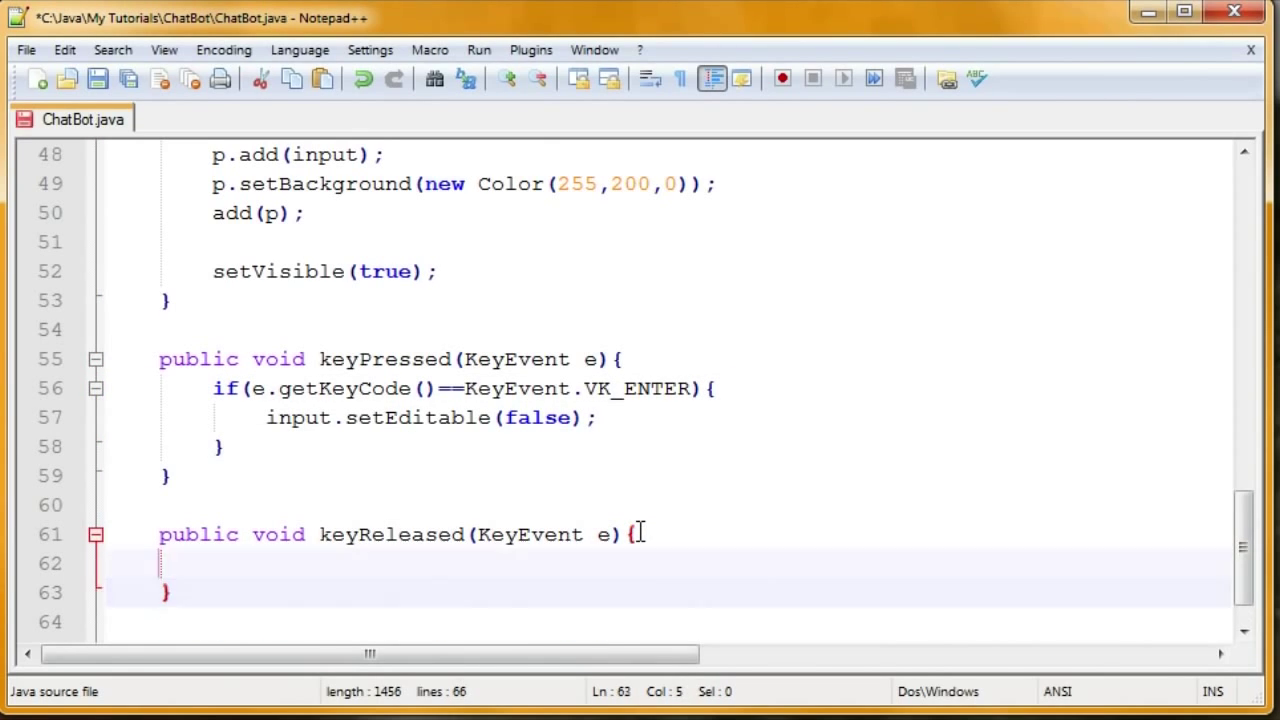 *C:\Java\My Tutorials\ChatBot\ChatBot.java - Notepad++
File Edit Search View Encoding Language Settings Macro Run Plugins Window ? X
ABC
ChatBot.java
48 p.add(input);
49 p.setBackground(new Color(255,200,0));
50 add(p);
51
52 setVisible(true);
53 }
54
55 public void keyPressed(KeyEvent e){
56 if(e.getKeyCode()==KeyEvent.VK_ENTER){
57 input.setEditable(false);
58 }
59 }
60
61 public void keyReleased(KeyEvent e){
62
63 }
64
Java source file length : 1456 lines : 66 Ln : 63 Col : 5 Sel : 0 Dos\Windows ANSI INS